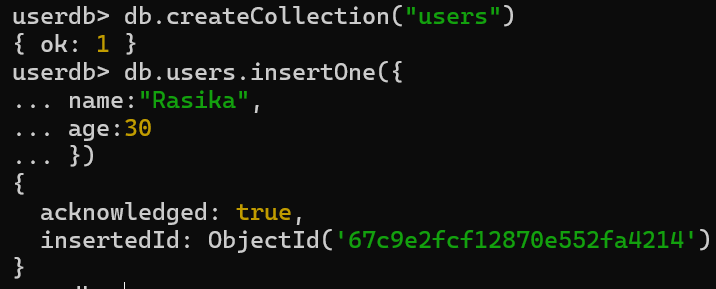 userdb> db.createCollection("users")
{ ok: 1 }
userdb> db.users.insertOne({
... name:"Rasika",
... age:30
... })
{
  acknowledged: true,
  insertedId: ObjectId('67c9e2fcf12870e552fa4214')
}